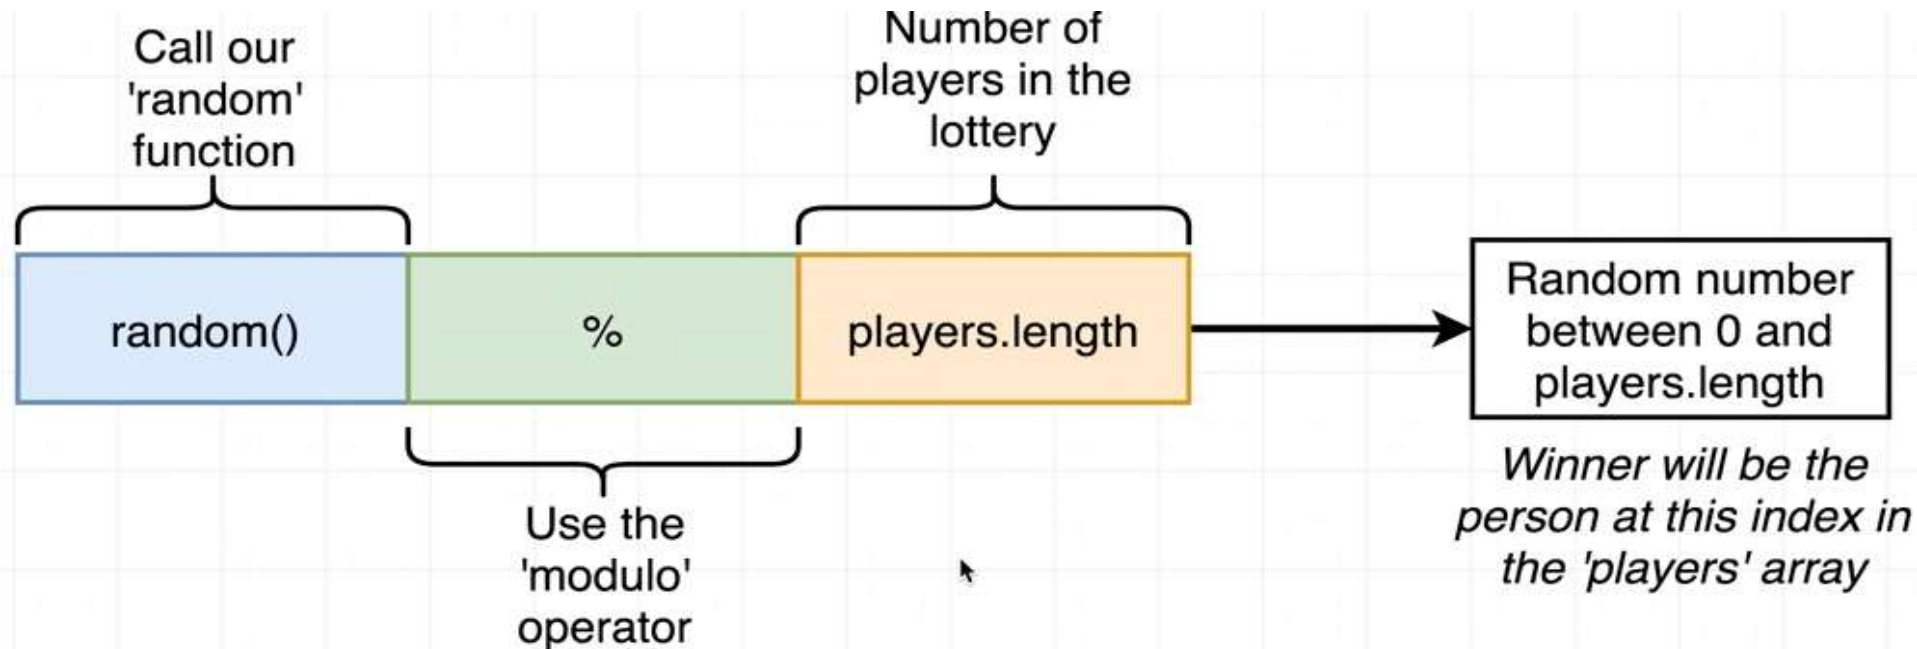 Call our
'random'
function
Number of
players in the
lottery
random()
%
players.length
Random number
between 0 and
players.length
Use the
'modulo'
operator
Winner will be the
person at this index in
the 'players' array